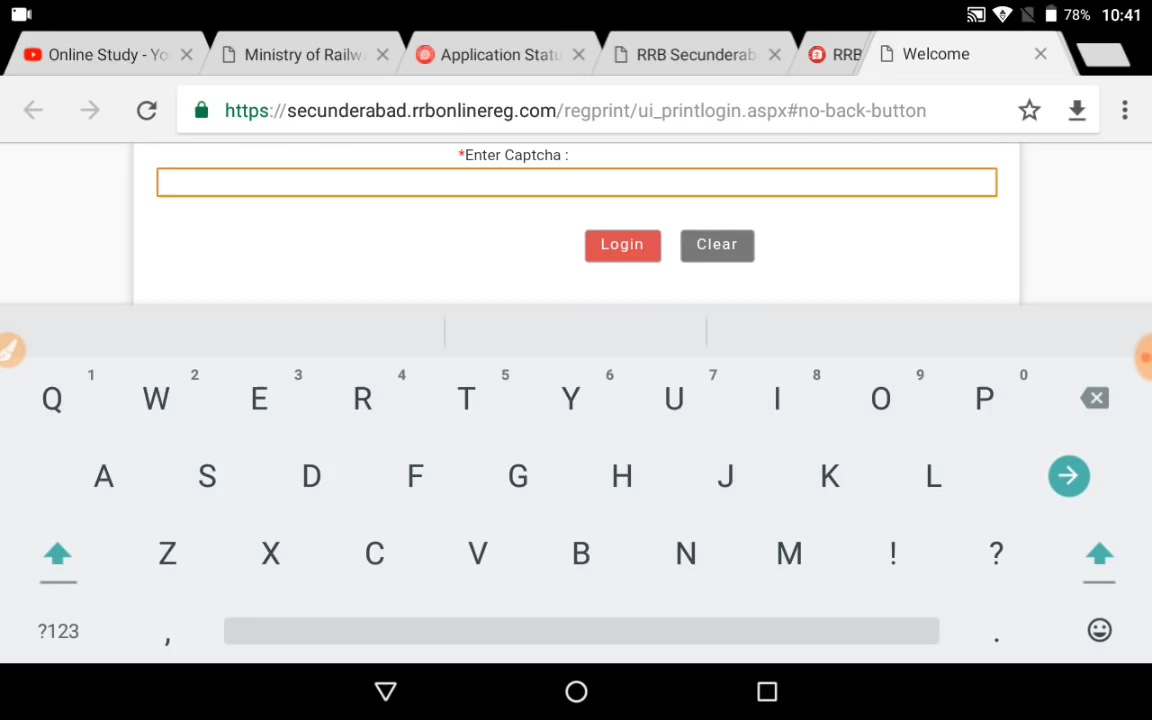 78% 10:41
Online Study - Yo
Ministry of Railw
Application Statu
RRB Secunderab
RRB
Welcome
https://secunderabad.rrbonlinereg.com/regprint/ui_printlogin.aspx#no-back-button
*Enter Captcha :
Login Clear
1 2 3 4 5 6 7 8 9 0
Q W E R T Y U I O P
A S D F G H J K L
Z X C V B N M ! ?
?123 , .